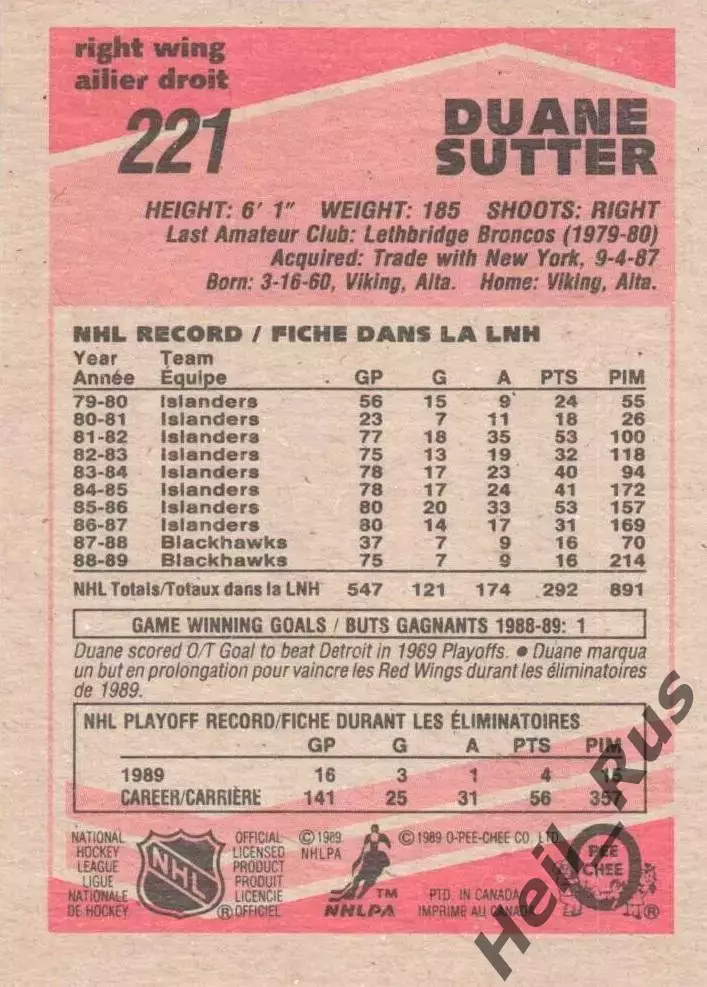 right wing
ailier droit
221
DUANE
SUTTER
HEIGHT: 6' 1" WEIGHT: 185 SHOOTS: RIGHT
Last Amateur Club: Lethbridge Broncos (1979-80)
Acquired: Trade with New York, 9-4-87
Born: 3-16-60, Viking, Alta. Home: Viking, Alta.
NHL RECORD / FICHE DANS LA LNH
Year Team
Année Équipe GP G A PTS PIM
79-80 Islanders 56 15 9 24 55
80-81 Islanders 23 7 11 18 26
81-82 Islanders 77 18 35 53 100
82-83 Islanders 75 13 19 32 118
83-84 Islanders 78 17 23 40 94
84-85 Islanders 78 17 24 41 172
85-86 Islanders 80 20 33 53 157
86-87 Islanders 80 14 17 31 169
87-88 Blackhawks 37 7 9 16 70
88-89 Blackhawks 75 7 9 16 214
NHL Totals/Totaux dans la LNH 547 121 174 292 891
GAME WINNING GOALS / BUTS GAGNANTS 1988-89: 1
Duane scored O/T Goal to beat Detroit in 1989 Playoffs. ● Duane marqua
un but en prolongation pour vaincre les Red Wings durant les éliminatoires
de 1989.
NHL PLAYOFF RECORD/FICHE DURANT LES ÉLIMINATOIRES
GP G A PTS PIM
1989 16 3 1 4 15
CAREER/CARRIÈRE 141 25 31 56 357
NATIONAL
HOCKEY
LEAGUE
LIGUE
NATIONALE
DE HOCKEY
NHL
®
OFFICIAL
LICENSED
PRODUCT
PRODUIT
LICENCIE
OFFICIEL
© 1989
NHLPA
™
NHLPA
© 1989 O-PEE-CHEE CO. LTD.
PTD. IN CANADA
IMPRIME AU CANADA
PEE
CHEE
®
Heil_Rus